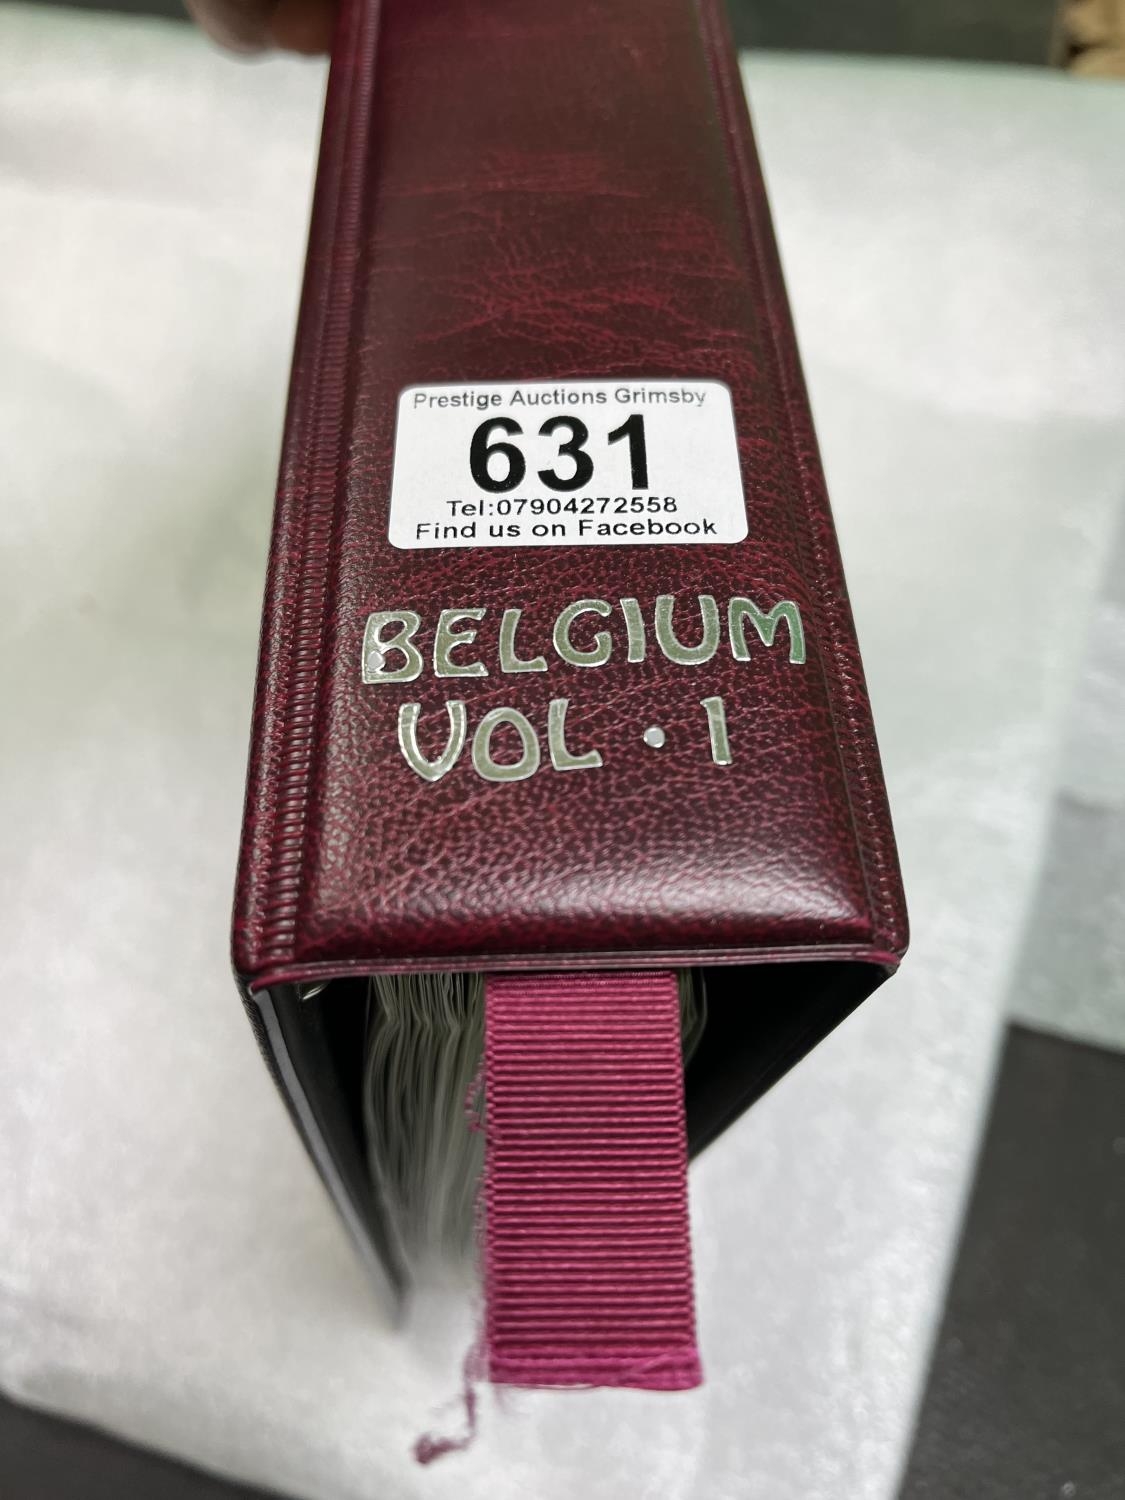 Prestige Auctions Grimsby
631
Tel:07904272558
Find us on Facebook
BELGIUM
VOL · 1